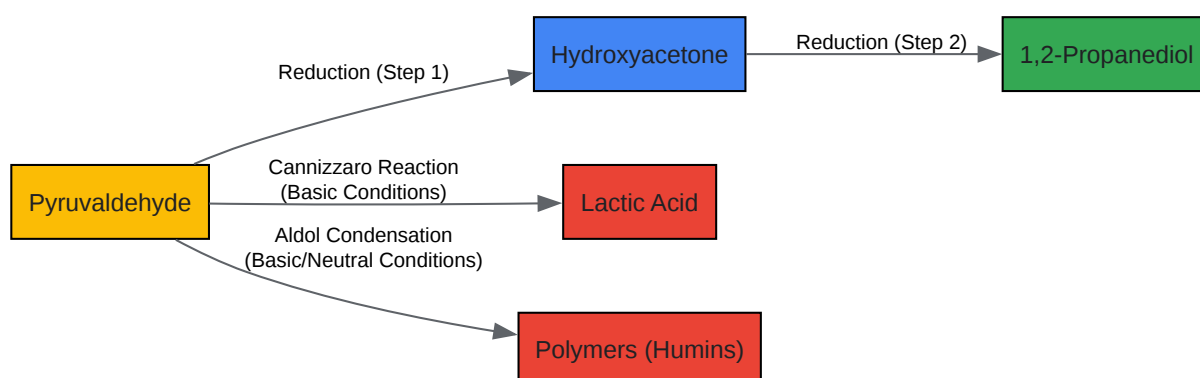 Hydroxyacetone
Reduction (Step 2)
1,2-Propanediol
Reduction (Step 1)
Pyruvaldehyde
Cannizzaro Reaction
(Basic Conditions)
Lactic Acid
Aldol Condensation
(Basic/Neutral Conditions)
Polymers (Humins)